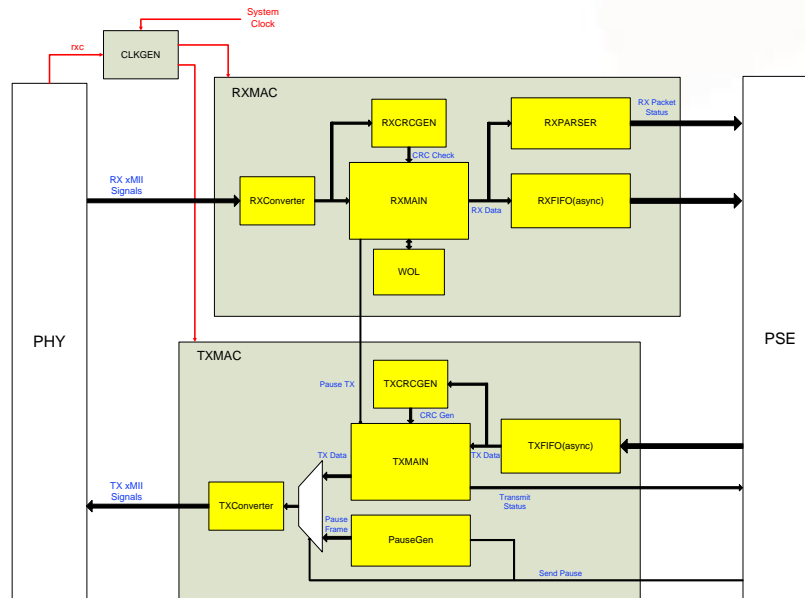 System
Clock
rxc
CLKGEN
RXMAC
RX Packet
Status
RXCRCGEN
RXPARSER
CRC Check
RX xMII
Signals
RXConverter
RXMAIN
RX Data
RXFIFO(async)
WOL
PHY
PSE
TXMAC
Pause TX
TXCRCGEN
CRC Gen
TX Data
TXMAIN
TX Data
TXFIFO(async)
TX xMII
Signals
TXConverter
Transmit
Status
Pause
Frame
PauseGen
Send Pause